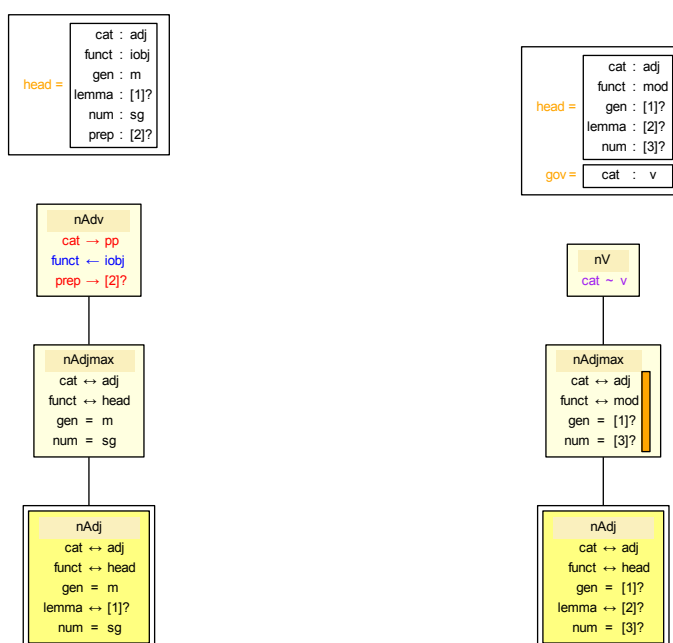 head =
cat : adj
funct : iobj
gen : m
lemma : [1]?
num : sg
prep : [2]?
nAdv
cat → pp
funct ← iobj
prep → [2]?
nAdjmax
cat ↔ adj
funct ↔ head
gen = m
num = sg
nAdj
cat ↔ adj
funct ↔ head
gen = m
lemma ↔ [1]?
num = sg
head =
cat : adj
funct : mod
gen : [1]?
lemma : [2]?
num : [3]?
gov = cat : v
nV
cat ~ v
nAdjmax
cat ↔ adj
funct ↔ mod
gen = [1]?
num = [3]?
nAdj
cat ↔ adj
funct ↔ head
gen = [1]?
lemma ↔ [2]?
num = [3]?